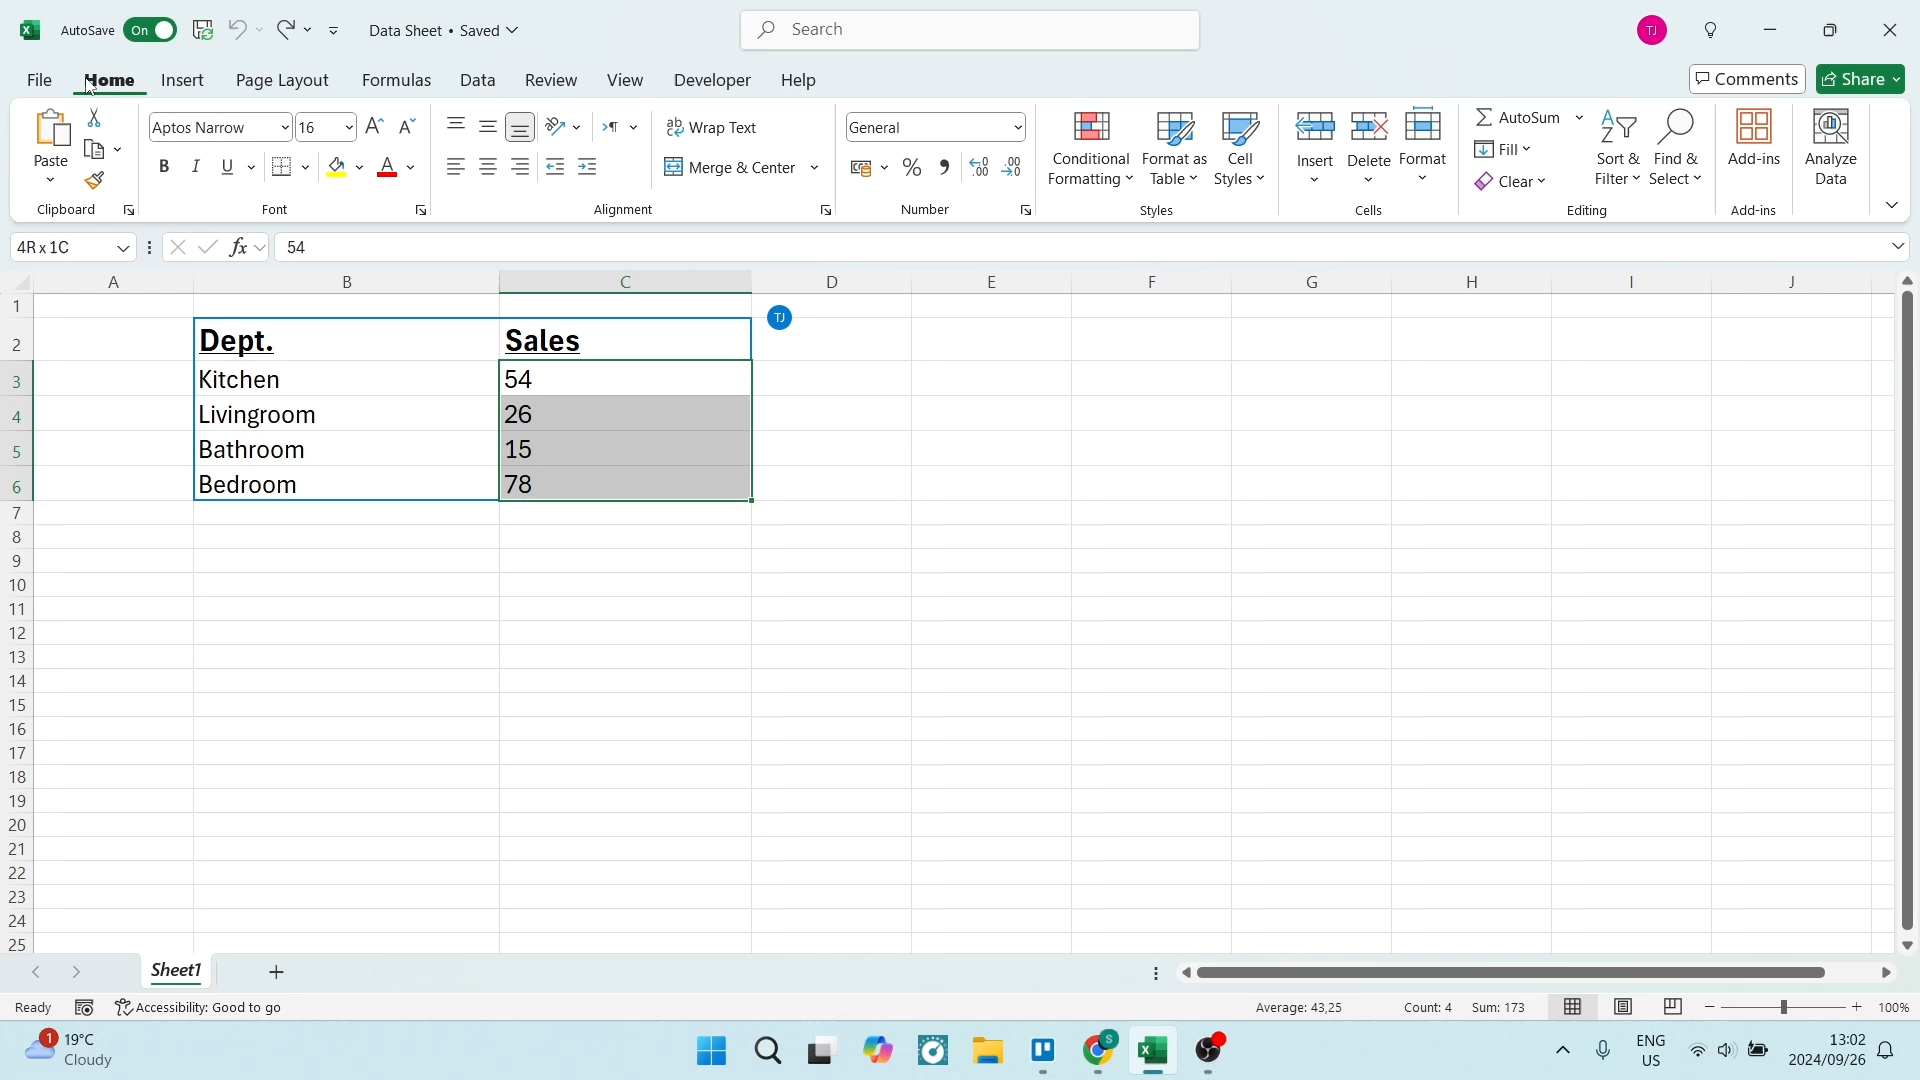 AutoSave On Data Sheet • Saved Search TJ
File Home Insert Page Layout Formulas Data Review View Developer Help Comments Share
Paste Aptos Narrow 16 Wrap Text General Conditional Formatting Format as Table Cell Styles Insert Delete Format AutoSum Sort & Filter Find & Select Add-ins Analyze Data
B I U Merge & Center % Fill
Clear
Clipboard Font Alignment Number Styles Cells Editing Add-ins
4R x 1C fx 54
A B C D E F G H I J
1 TJ
2 Dept. Sales
3 Kitchen 54
4 Livingroom 26
5 Bathroom 15
6 Bedroom 78
7
8
9
10
11
12
13
14
15
16
17
18
19
20
21
22
23
24
25
Sheet1
Ready Accessibility: Good to go Average: 43,25 Count: 4 Sum: 173 100%
1 19°C ENG 13:02
Cloudy US 2024/09/26